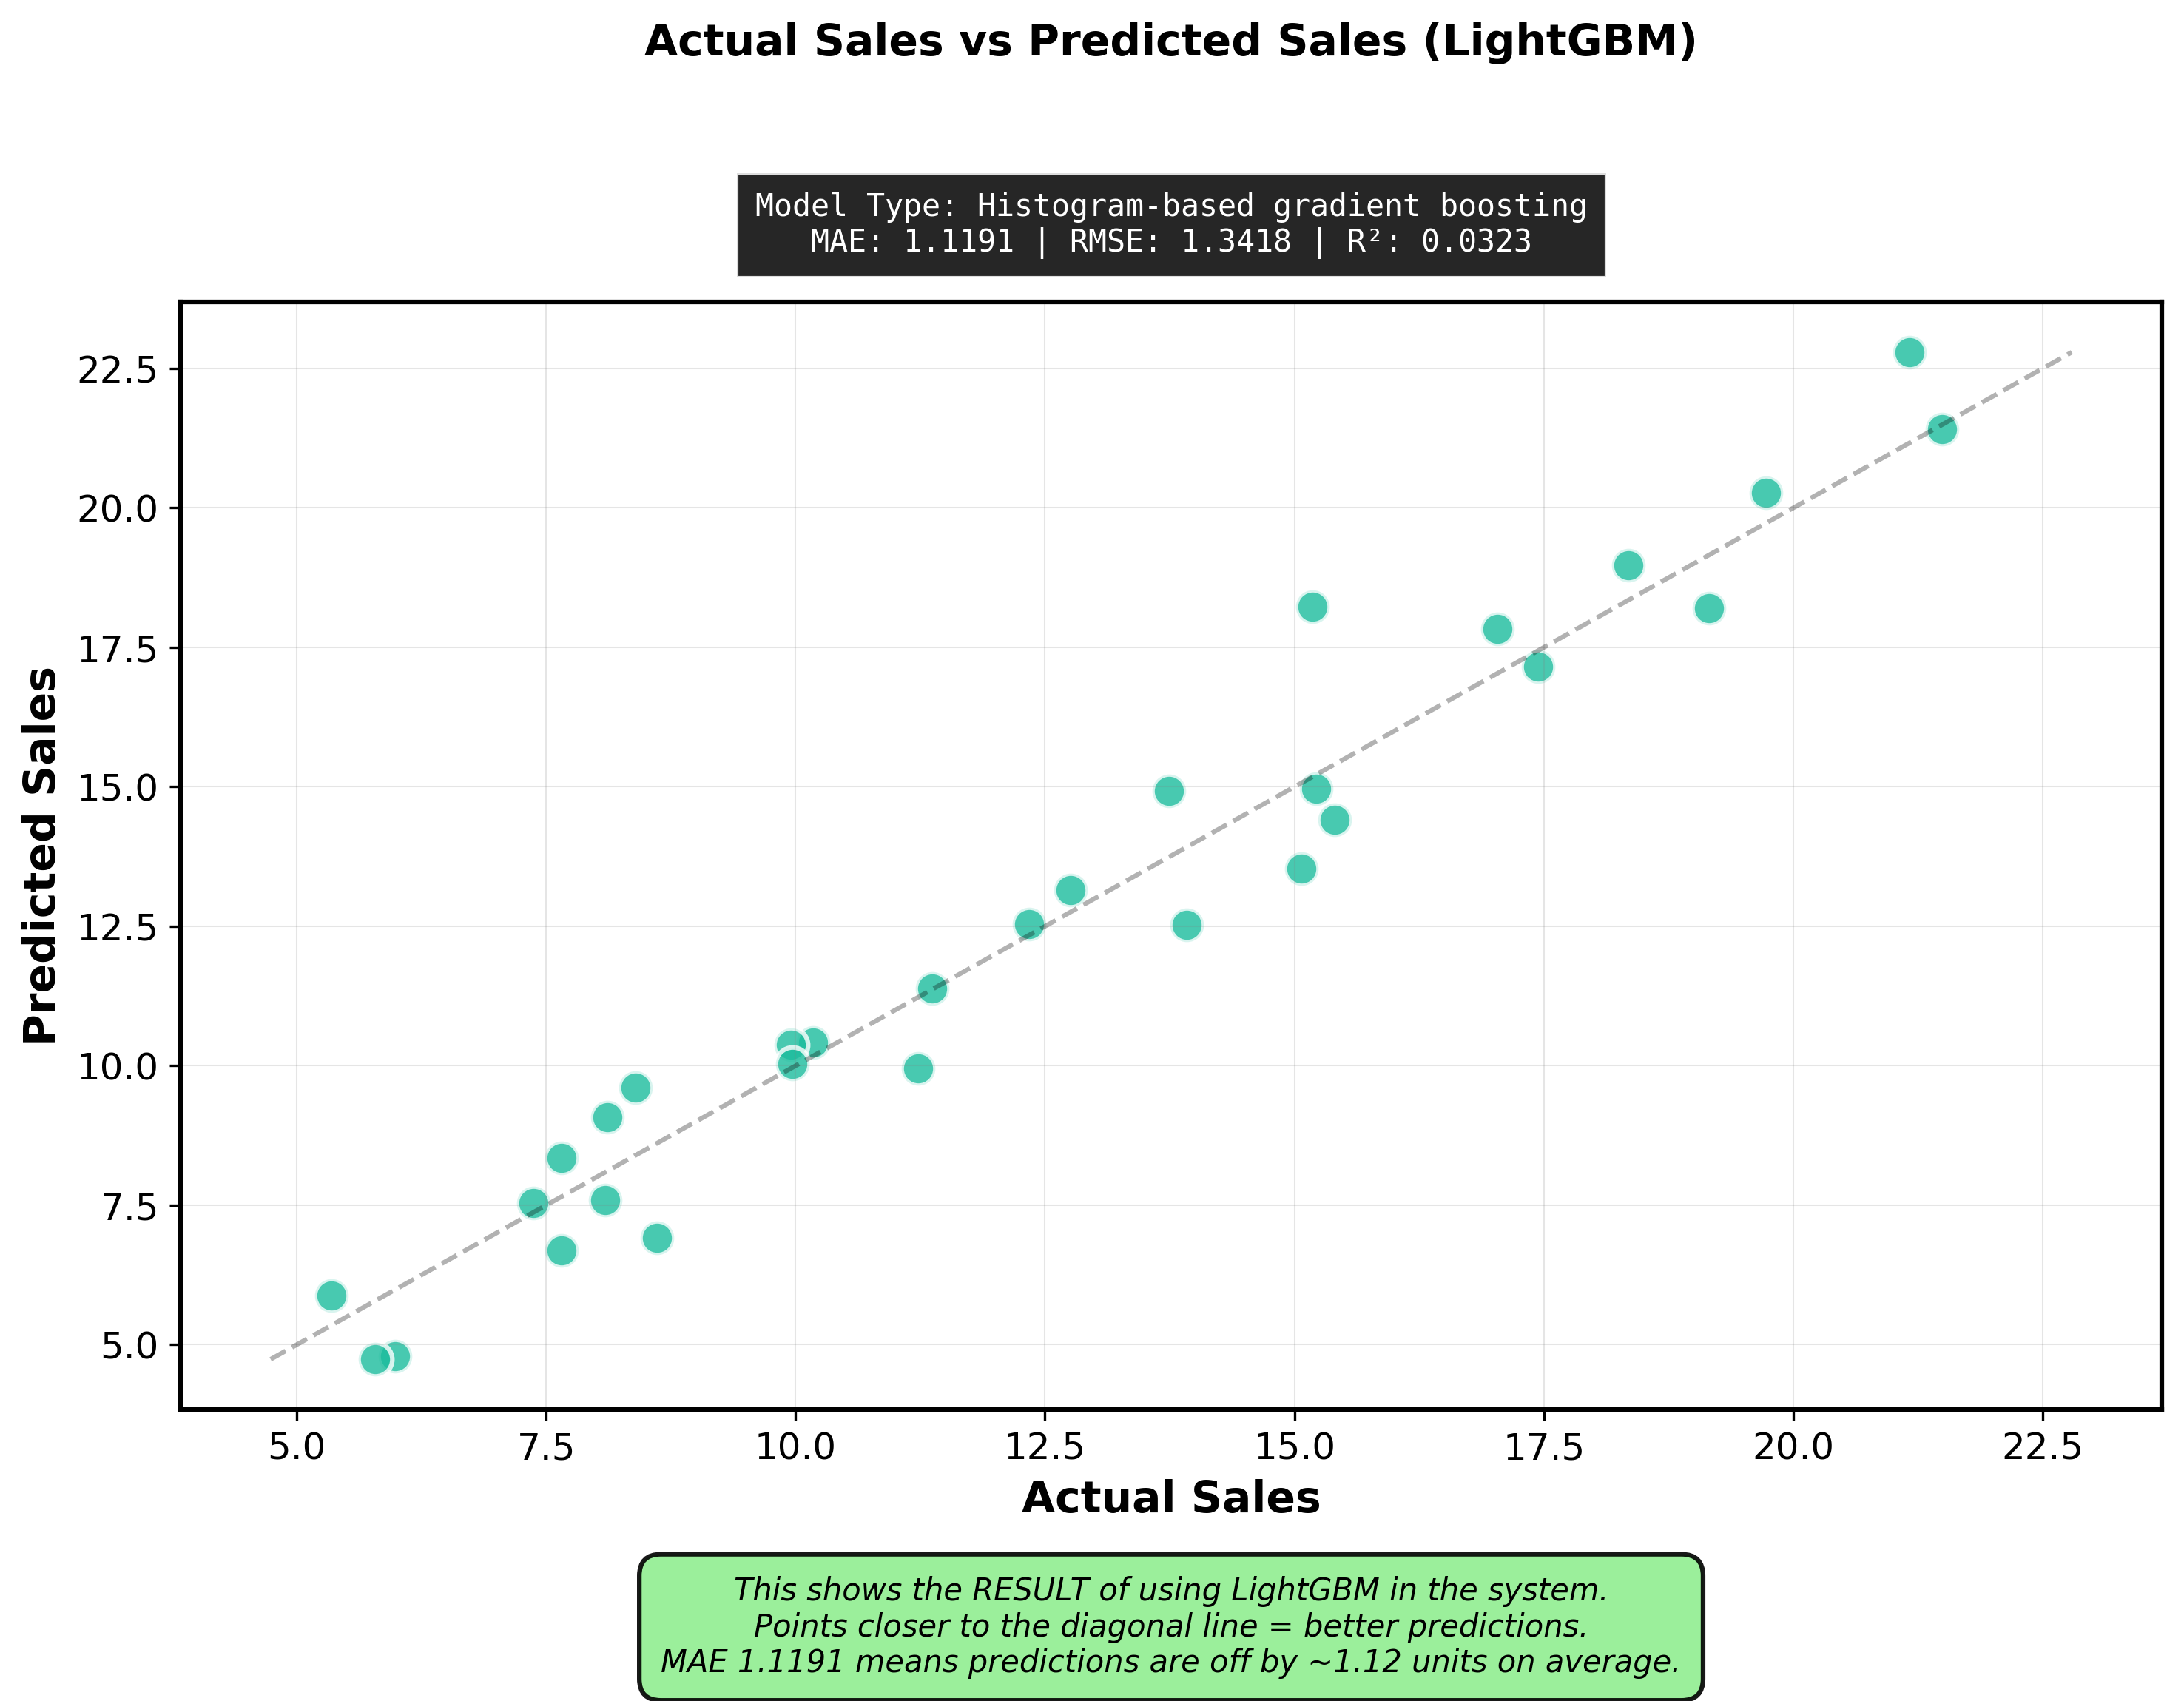 Actual Sales vs Predicted Sales (LightGBM)
Model Type: Histogram-based gradient boosting
MAE: 1.1191 | RMSE: 1.3418 | R²: 0.0323
Predicted Sales
22.5
20.0
17.5
15.0
12.5
10.0
7.5
5.0
5.0 7.5 10.0 12.5 15.0 17.5 20.0 22.5
Actual Sales
This shows the RESULT of using LightGBM in the system.
Points closer to the diagonal line = better predictions.
MAE 1.1191 means predictions are off by ~1.12 units on average.